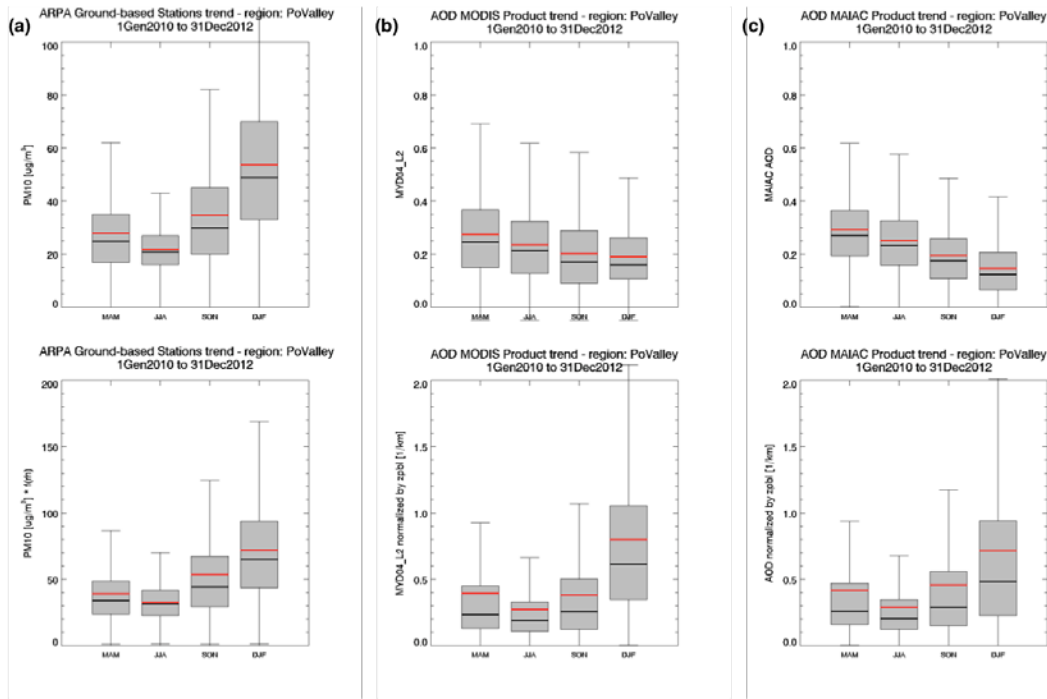 (a)
ARPA Ground-based Stations trend - region: PoValley
1Gen2010 to 31Dec2012
100
80
60
40
20
0
PM10 [ug/m³]
MAM JJA SON DJF
(b)
AOD MODIS Product trend - region: PoValley
1Gen2010 to 31Dec2012
1.0
0.8
0.6
0.4
0.2
0.0
MYD04_L2
MAM JJA SON DJF
(c)
AOD MAIAC Product trend - region: PoValley
1Gen2010 to 31Dec2012
1.0
0.8
0.6
0.4
0.2
0.0
MAIAC AOD
MAM JJA SON DJF
ARPA Ground-based Stations trend - region: PoValley
1Gen2010 to 31Dec2012
200
150
100
50
0
PM10 [ug/m³] * f(rh)
MAM JJA SON DJF
AOD MODIS Product trend - region: PoValley
1Gen2010 to 31Dec2012
2.0
1.5
1.0
0.5
0.0
MYD04_L2 normalized by zpbl [1/km]
MAM JJA SON DJF
AOD MAIAC Product trend - region: PoValley
1Gen2010 to 31Dec2012
2.0
1.5
1.0
0.5
0.0
AOD normalized by zpbl [1/km]
MAM JJA SON DJF